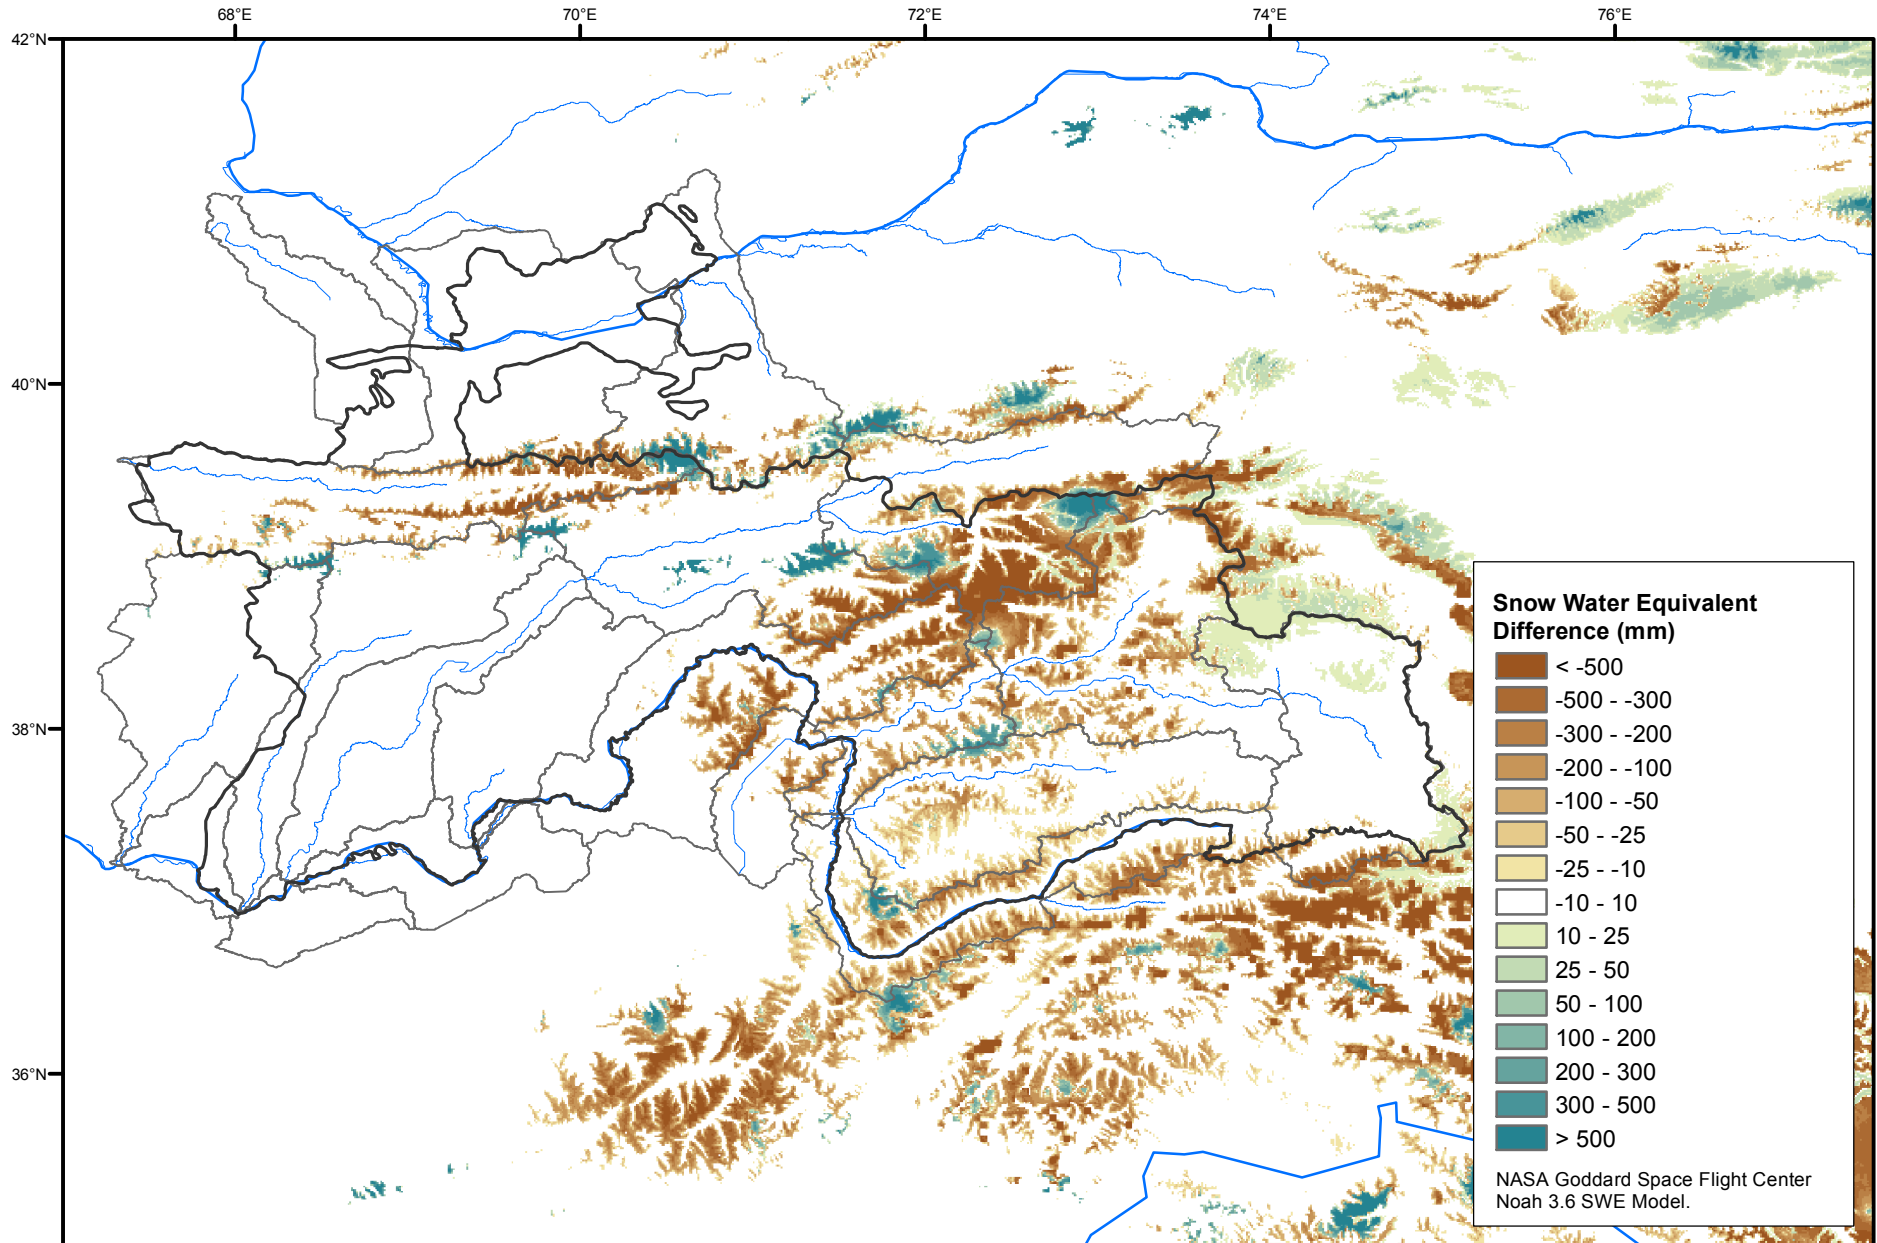 68°E 70°E 72°E 74°E 76°E
42°N
40°N
38°N
36°N
Snow Water Equivalent
Difference (mm)
< -500
-500 - -300
-300 - -200
-200 - -100
-100 - -50
-50 - -25
-25 - -10
-10 - 10
10 - 25
25 - 50
50 - 100
100 - 200
200 - 300
300 - 500
> 500
NASA Goddard Space Flight Center
Noah 3.6 SWE Model.